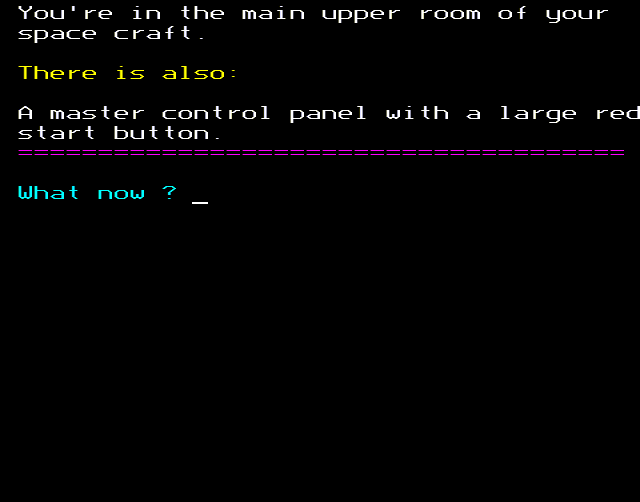 You're in the main upper room of your
space craft.
There is also:
A master control panel with a large red
start button.
======================================
What now ? _